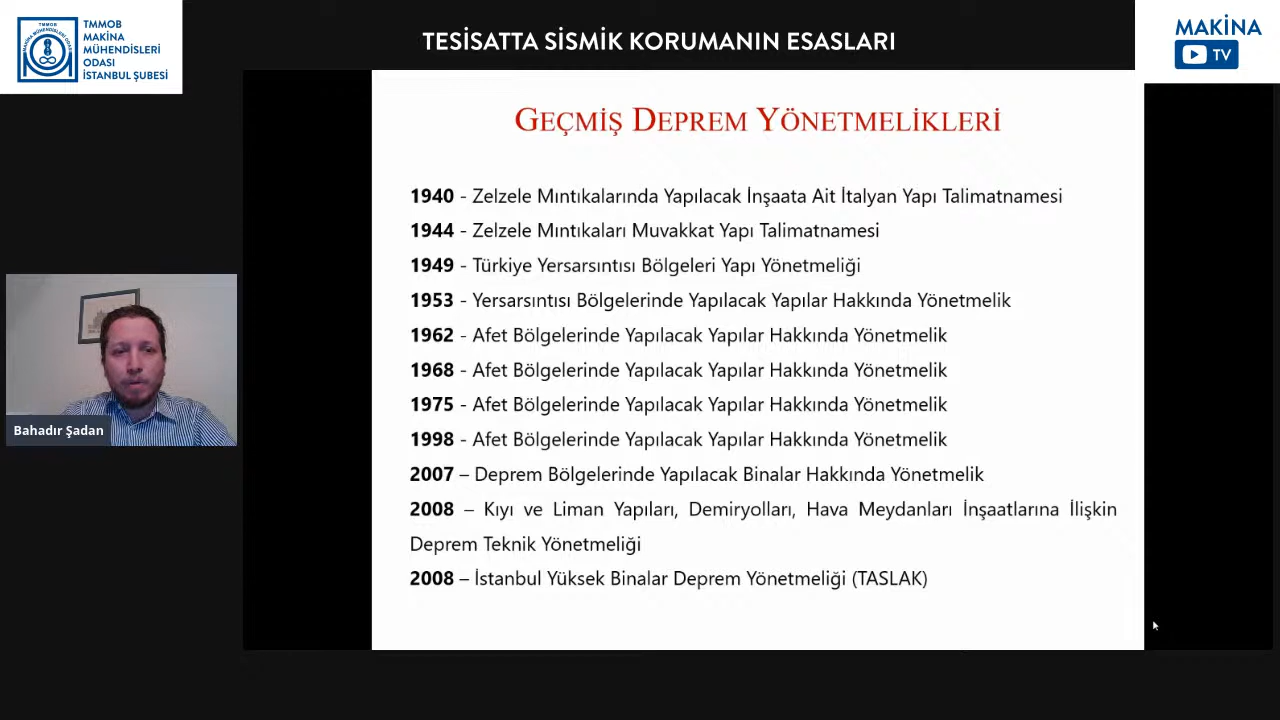 TMMOB
MAKİNA
MÜHENDİSLERİ
ODASI
İSTANBUL ŞUBESİ
TESİSATTA SİSMİK KORUMANIN ESASLARI
MAKİNA
TV
GEÇMİŞ DEPREM YÖNETMELİKLERİ
1940 - Zelzele Mıntıkalarında Yapılacak İnşaata Ait İtalyan Yapı Talimatnamesi
1944 - Zelzele Mıntıkaları Muvakkat Yapı Talimatnamesi
1949 - Türkiye Yersarsıntısı Bölgeleri Yapı Yönetmeliği
1953 - Yersarsıntısı Bölgelerinde Yapılacak Yapılar Hakkında Yönetmelik
1962 - Afet Bölgelerinde Yapılacak Yapılar Hakkında Yönetmelik
1968 - Afet Bölgelerinde Yapılacak Yapılar Hakkında Yönetmelik
1975 - Afet Bölgelerinde Yapılacak Yapılar Hakkında Yönetmelik
1998 - Afet Bölgelerinde Yapılacak Yapılar Hakkında Yönetmelik
2007 – Deprem Bölgelerinde Yapılacak Binalar Hakkında Yönetmelik
2008 – Kıyı ve Liman Yapıları, Demiryolları, Hava Meydanları İnşaatlarına İlişkin
Deprem Teknik Yönetmeliği
2008 – İstanbul Yüksek Binalar Deprem Yönetmeliği (TASLAK)
Bahadır Şadan